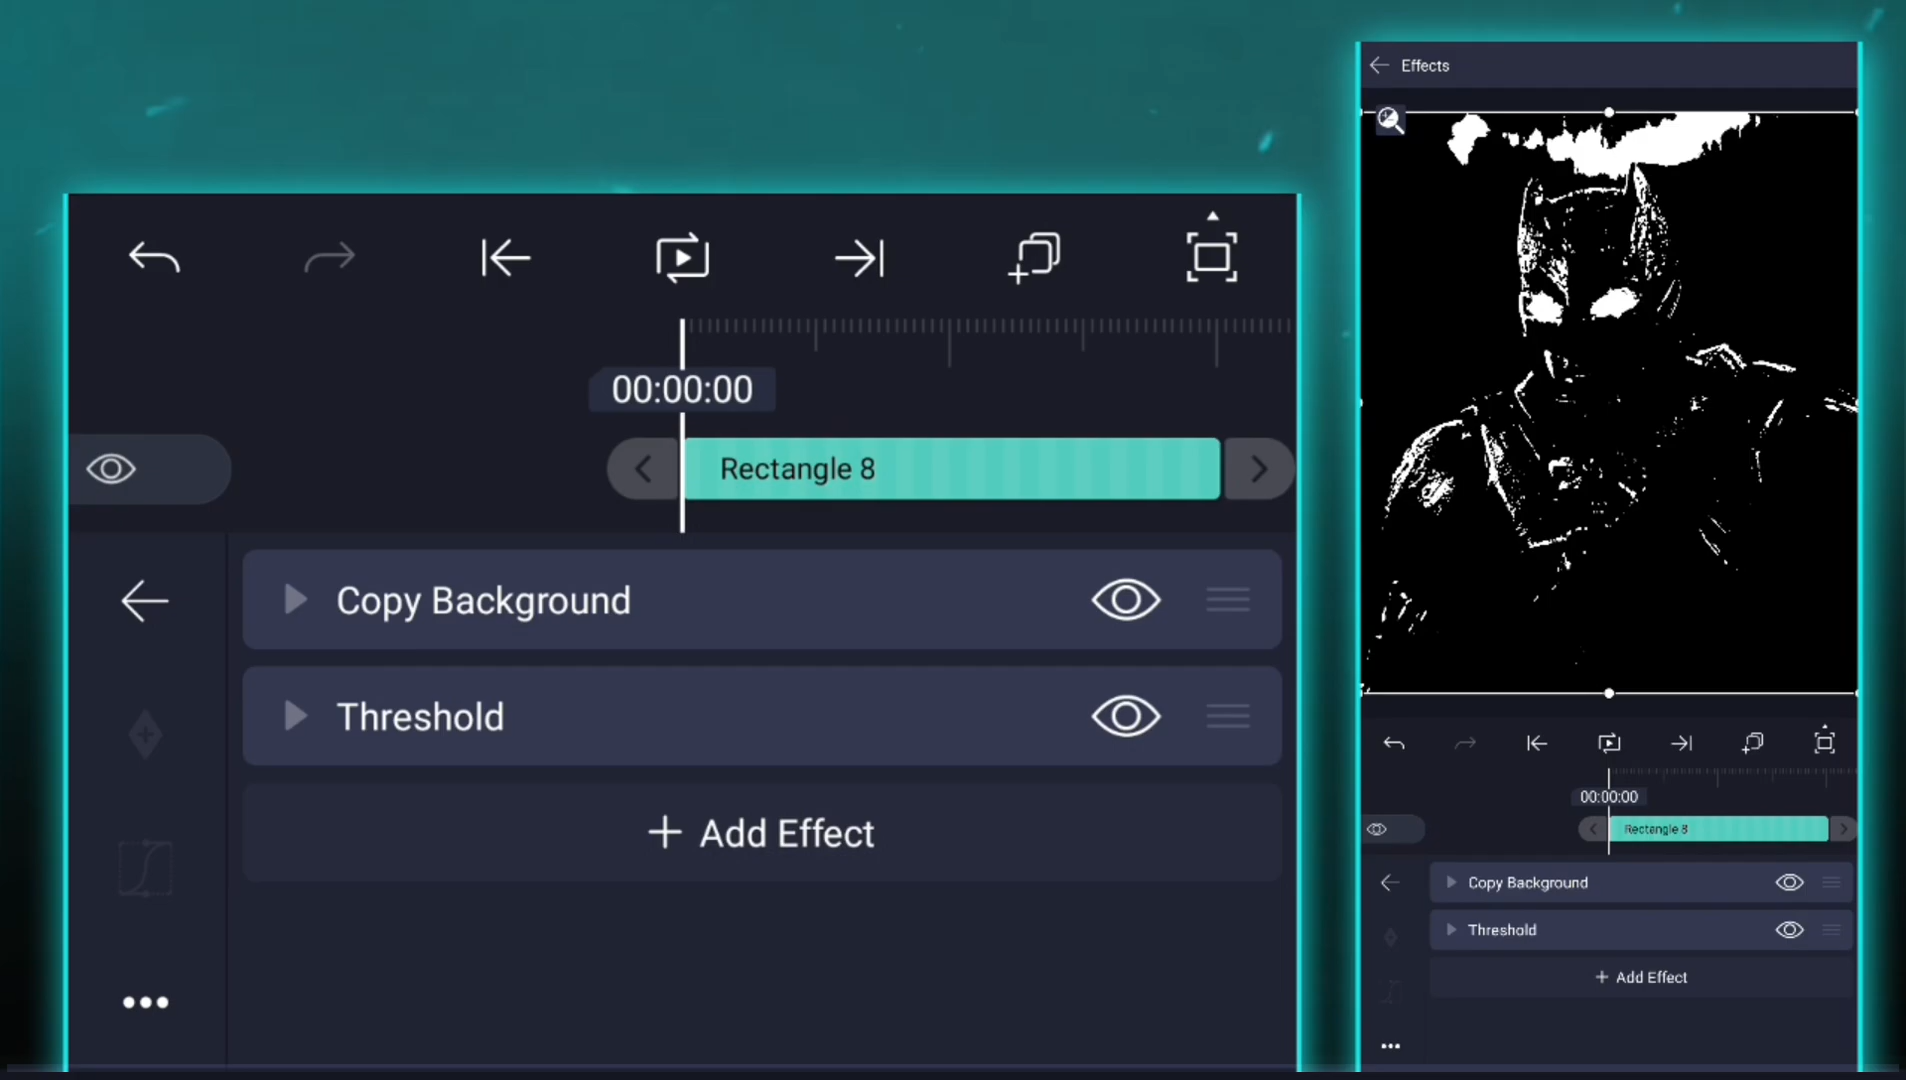 00:00:00
Rectangle 8
Copy Background
Threshold
+ Add Effect
Effects
00:00:00
Rectangle 8
Copy Background
Threshold
+ Add Effect